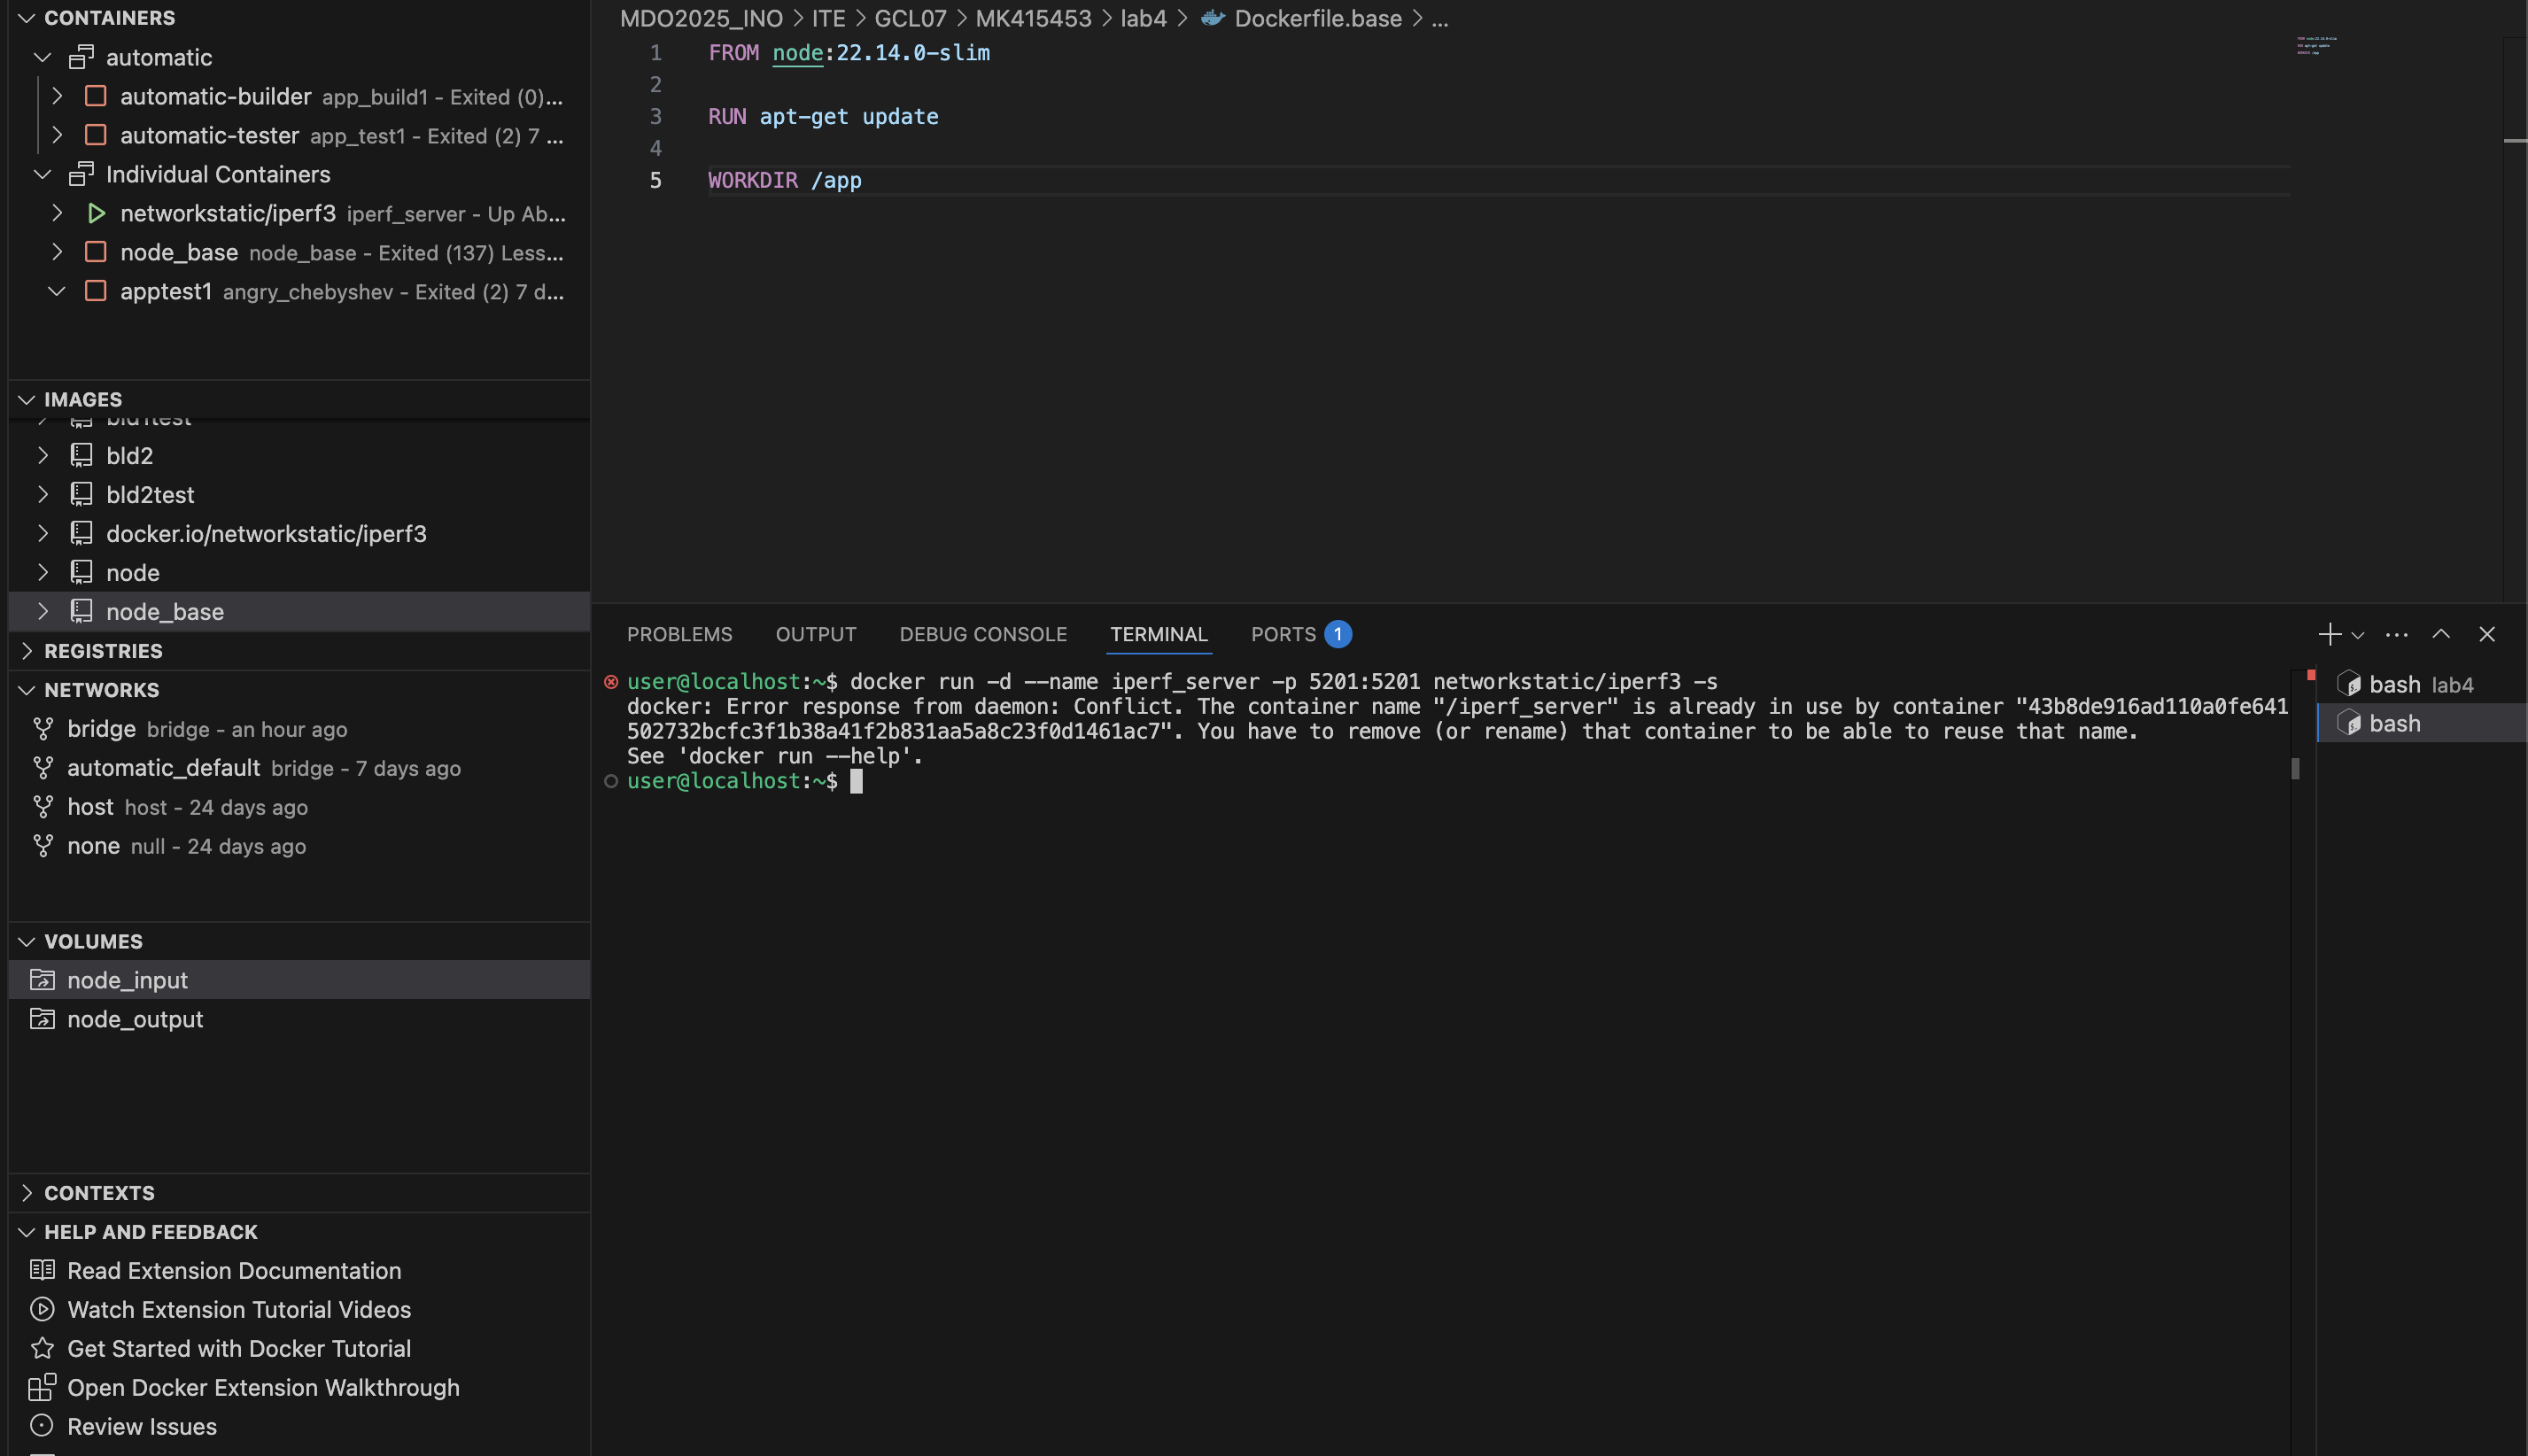 CONTAINERS
automatic
automatic-builder app_build1 - Exited (0)...
automatic-tester app_test1 - Exited (2) 7 ...
Individual Containers
networkstatic/iperf3 iperf_server - Up Ab...
node_base node_base - Exited (137) Less...
apptest1 angry_chebyshev - Exited (2) 7 d...
IMAGES
bld1test
bld2
bld2test
docker.io/networkstatic/iperf3
node
node_base
REGISTRIES
NETWORKS
bridge bridge - an hour ago
automatic_default bridge - 7 days ago
host host - 24 days ago
none null - 24 days ago
VOLUMES
node_input
node_output
CONTEXTS
HELP AND FEEDBACK
Read Extension Documentation
Watch Extension Tutorial Videos
Get Started with Docker Tutorial
Open Docker Extension Walkthrough
Review Issues
MDO2025_INO > ITE > GCL07 > MK415453 > lab4 > Dockerfile.base > ...
1 FROM node:22.14.0-slim
2
3 RUN apt-get update
4
5 WORKDIR /app
PROBLEMS OUTPUT DEBUG CONSOLE TERMINAL PORTS 1
user@localhost:~$ docker run -d --name iperf_server -p 5201:5201 networkstatic/iperf3 -s
docker: Error response from daemon: Conflict. The container name "/iperf_server" is already in use by container "43b8de916ad110a0fe641
502732bcfc3f1b38a41f2b831aa5a8c23f0d1461ac7". You have to remove (or rename) that container to be able to reuse that name.
See 'docker run --help'.
user@localhost:~$
bash lab4
bash